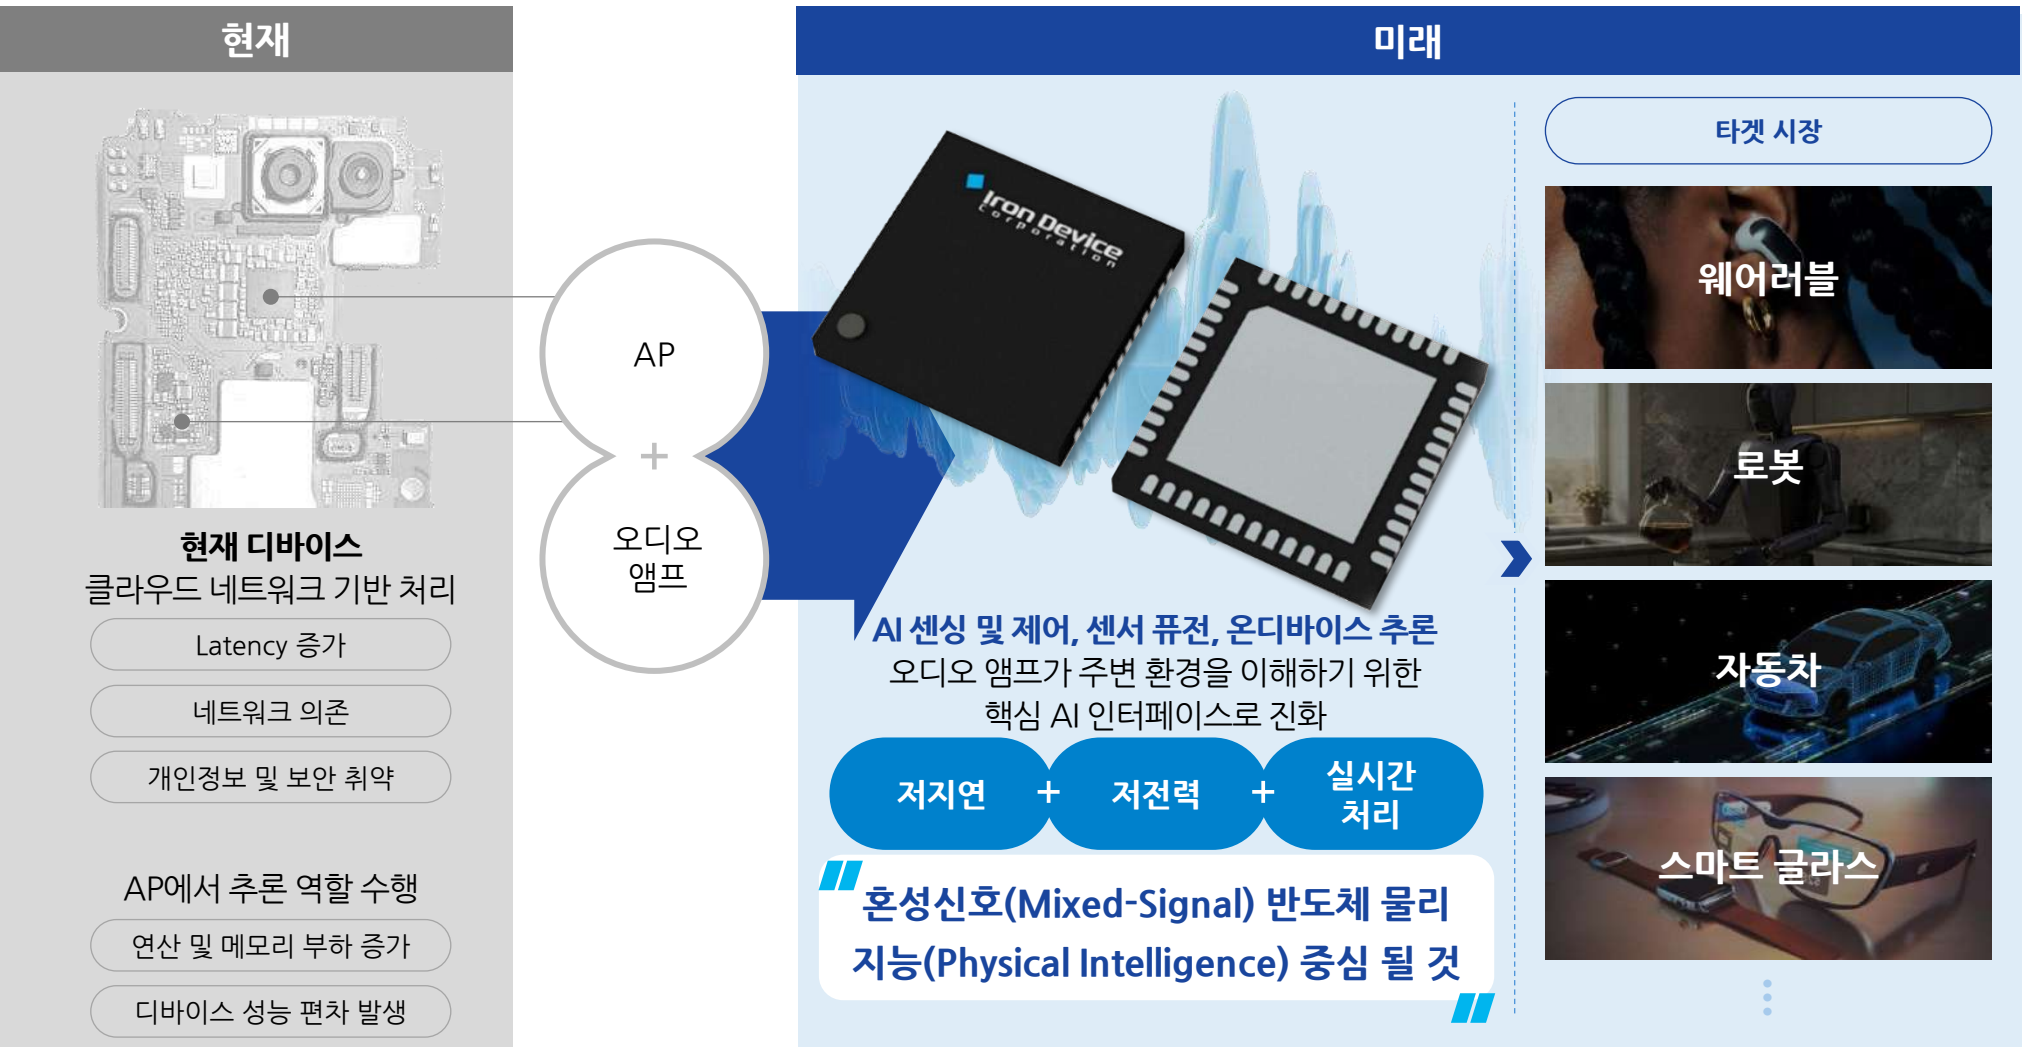 현재
현재 디바이스
클라우드 네트워크 기반 처리
Latency 증가
네트워크 의존
개인정보 및 보안 취약
AP에서 추론 역할 수행
연산 및 메모리 부하 증가
디바이스 성능 편차 발생
AP
+
오디오
앰프
미래
Iron Device
Corporation
AI 센싱 및 제어, 센서 퓨전, 온디바이스 추론
오디오 앰프가 주변 환경을 이해하기 위한
핵심 AI 인터페이스로 진화
저지연 + 저전력 + 실시간
처리
혼성신호(Mixed-Signal) 반도체 물리
지능(Physical Intelligence) 중심 될 것
타겟 시장
웨어러블
로봇
자동차
스마트 글라스